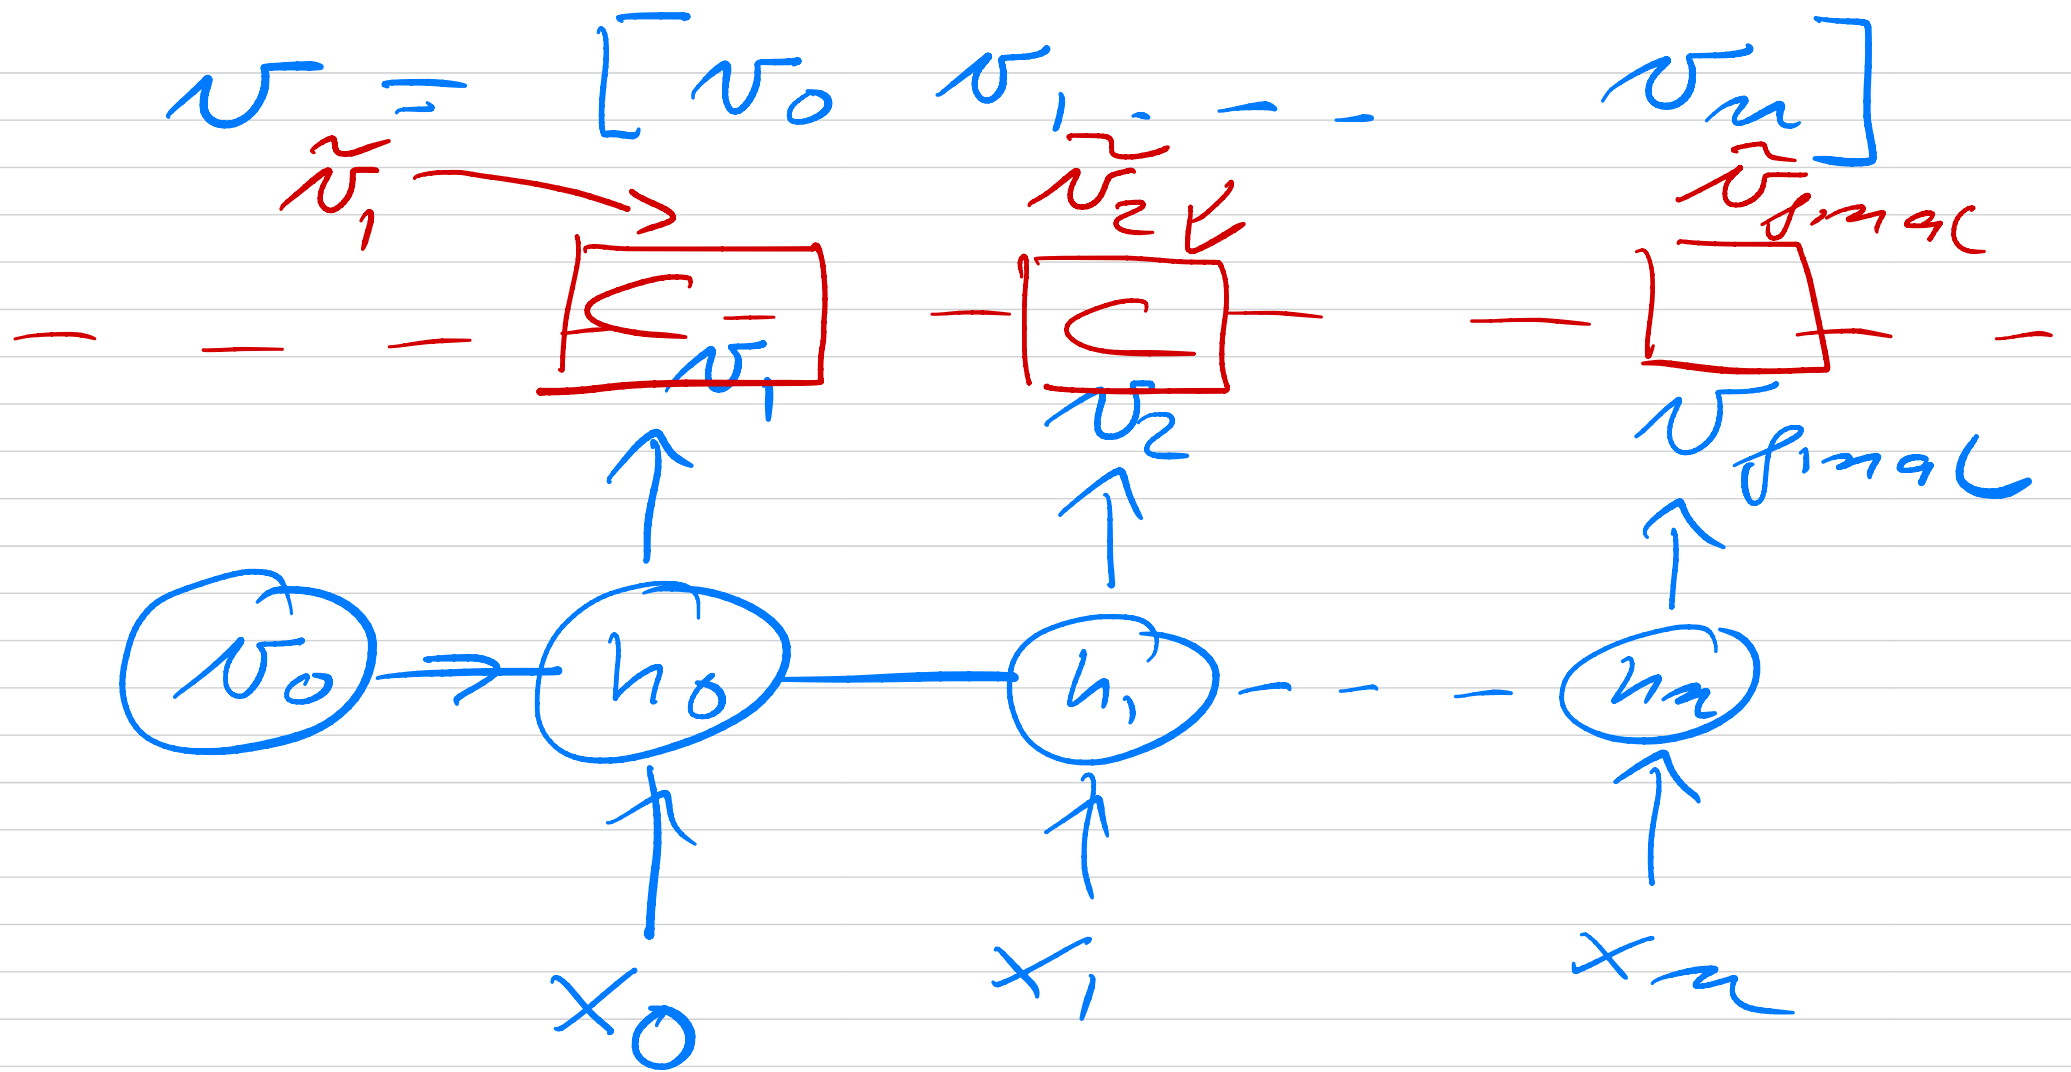 v = [ v₀ v₁ . - - vₙ ]
ṽ₁ ṽ₂ ṽfinal
C C
v₁ v₂ vfinal
v₀ h₀ h₁ - - - hₙ
x₀ x₁ xₙ